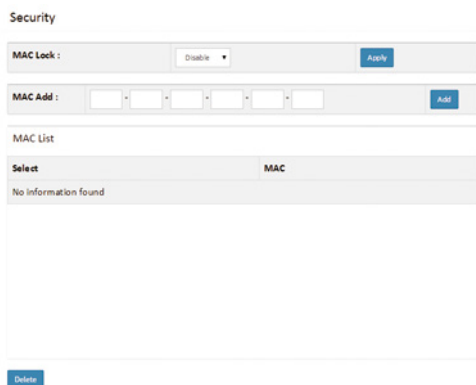 Security
MAC Lock : Disable Apply
MAC Add : - - - - - Add
MAC List
Select MAC
No information found
Delete